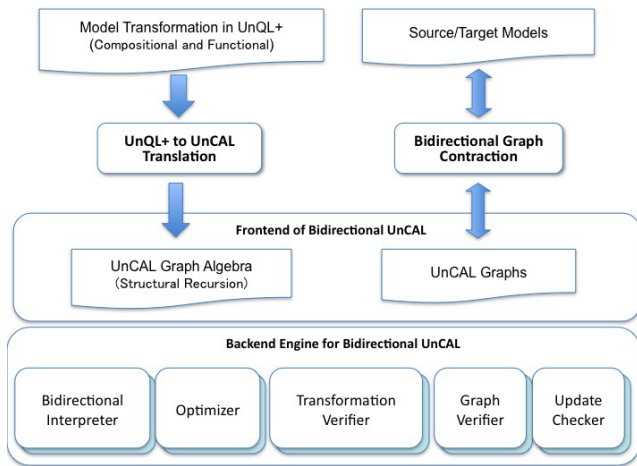 Model Transformation in UnQL+
(Compositional and Functional)
Source/Target Models
UnQL+ to UnCAL
Translation
Bidirectional Graph
Contraction
Frontend of Bidirectional UnCAL
UnCAL Graph Algebra
(Structural Recursion)
UnCAL Graphs
Backend Engine for Bidirectional UnCAL
Bidirectional
Interpreter
Optimizer
Transformation
Verifier
Graph
Verifier
Update
Checker